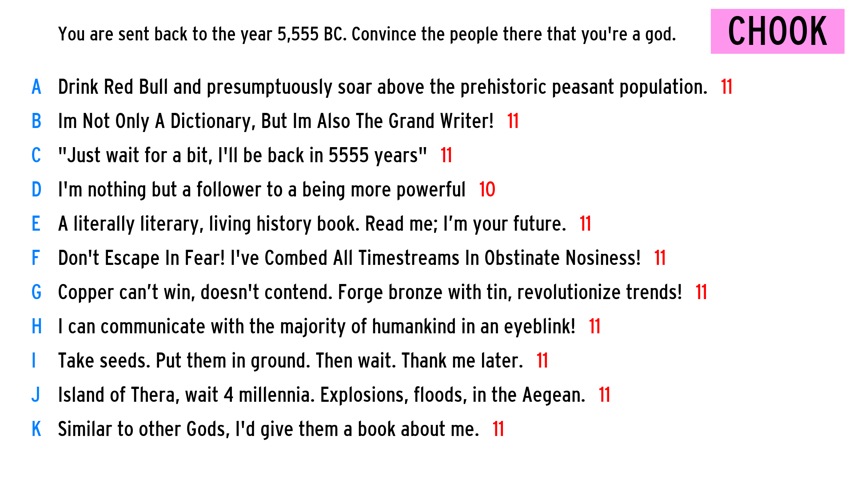 You are sent back to the year 5,555 BC. Convince the people there that you're a god.
CHOOK
A Drink Red Bull and presumptuously soar above the prehistoric peasant population. 11
B Im Not Only A Dictionary, But Im Also The Grand Writer! 11
C "Just wait for a bit, I'll be back in 5555 years" 11
D I'm nothing but a follower to a being more powerful 10
E A literally literary, living history book. Read me; I’m your future. 11
F Don't Escape In Fear! I've Combed All Timestreams In Obstinate Nosiness! 11
G Copper can’t win, doesn't contend. Forge bronze with tin, revolutionize trends! 11
H I can communicate with the majority of humankind in an eyeblink! 11
I Take seeds. Put them in ground. Then wait. Thank me later. 11
J Island of Thera, wait 4 millennia. Explosions, floods, in the Aegean. 11
K Similar to other Gods, I'd give them a book about me. 11